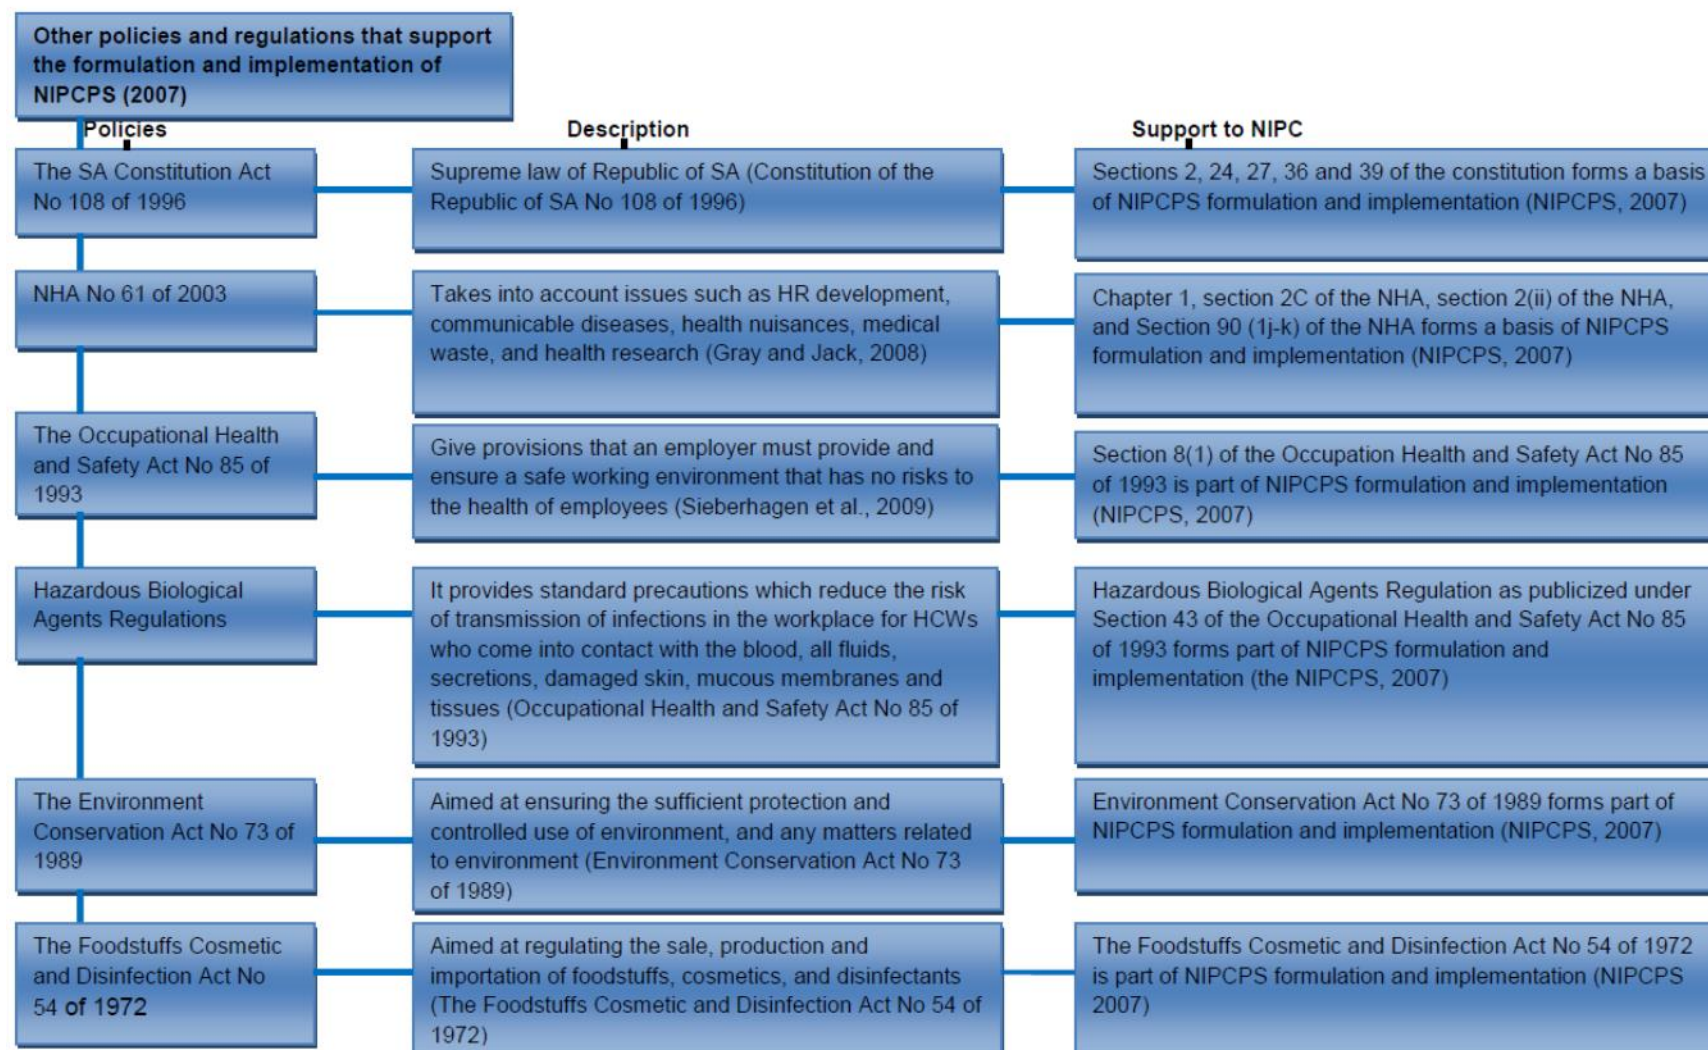 Other policies and regulations that support
the formulation and implementation of
NIPCPS (2007)
Policies
Description
Support to NIPC
The SA Constitution Act
No 108 of 1996
Supreme law of Republic of SA (Constitution of the
Republic of SA No 108 of 1996)
Sections 2, 24, 27, 36 and 39 of the constitution forms a basis
of NIPCPS formulation and implementation (NIPCPS, 2007)
NHA No 61 of 2003
Takes into account issues such as HR development,
communicable diseases, health nuisances, medical
waste, and health research (Gray and Jack, 2008)
Chapter 1, section 2C of the NHA, section 2(ii) of the NHA,
and Section 90 (1j-k) of the NHA forms a basis of NIPCPS
formulation and implementation (NIPCPS, 2007)
The Occupational Health
and Safety Act No 85 of
1993
Give provisions that an employer must provide and
ensure a safe working environment that has no risks to
the health of employees (Sieberhagen et al., 2009)
Section 8(1) of the Occupation Health and Safety Act No 85
of 1993 is part of NIPCPS formulation and implementation
(NIPCPS, 2007)
Hazardous Biological
Agents Regulations
It provides standard precautions which reduce the risk
of transmission of infections in the workplace for HCWs
who come into contact with the blood, all fluids,
secretions, damaged skin, mucous membranes and
tissues (Occupational Health and Safety Act No 85 of
1993)
Hazardous Biological Agents Regulation as publicized under
Section 43 of the Occupational Health and Safety Act No 85
of 1993 forms part of NIPCPS formulation and
implementation (the NIPCPS, 2007)
The Environment
Conservation Act No 73 of
1989
Aimed at ensuring the sufficient protection and
controlled use of environment, and any matters related
to environment (Environment Conservation Act No 73
of 1989)
Environment Conservation Act No 73 of 1989 forms part of
NIPCPS formulation and implementation (NIPCPS, 2007)
The Foodstuffs Cosmetic
and Disinfection Act No
54 of 1972
Aimed at regulating the sale, production and
importation of foodstuffs, cosmetics, and disinfectants
(The Foodstuffs Cosmetic and Disinfection Act No 54 of
1972)
The Foodstuffs Cosmetic and Disinfection Act No 54 of 1972
is part of NIPCPS formulation and implementation (NIPCPS
2007)